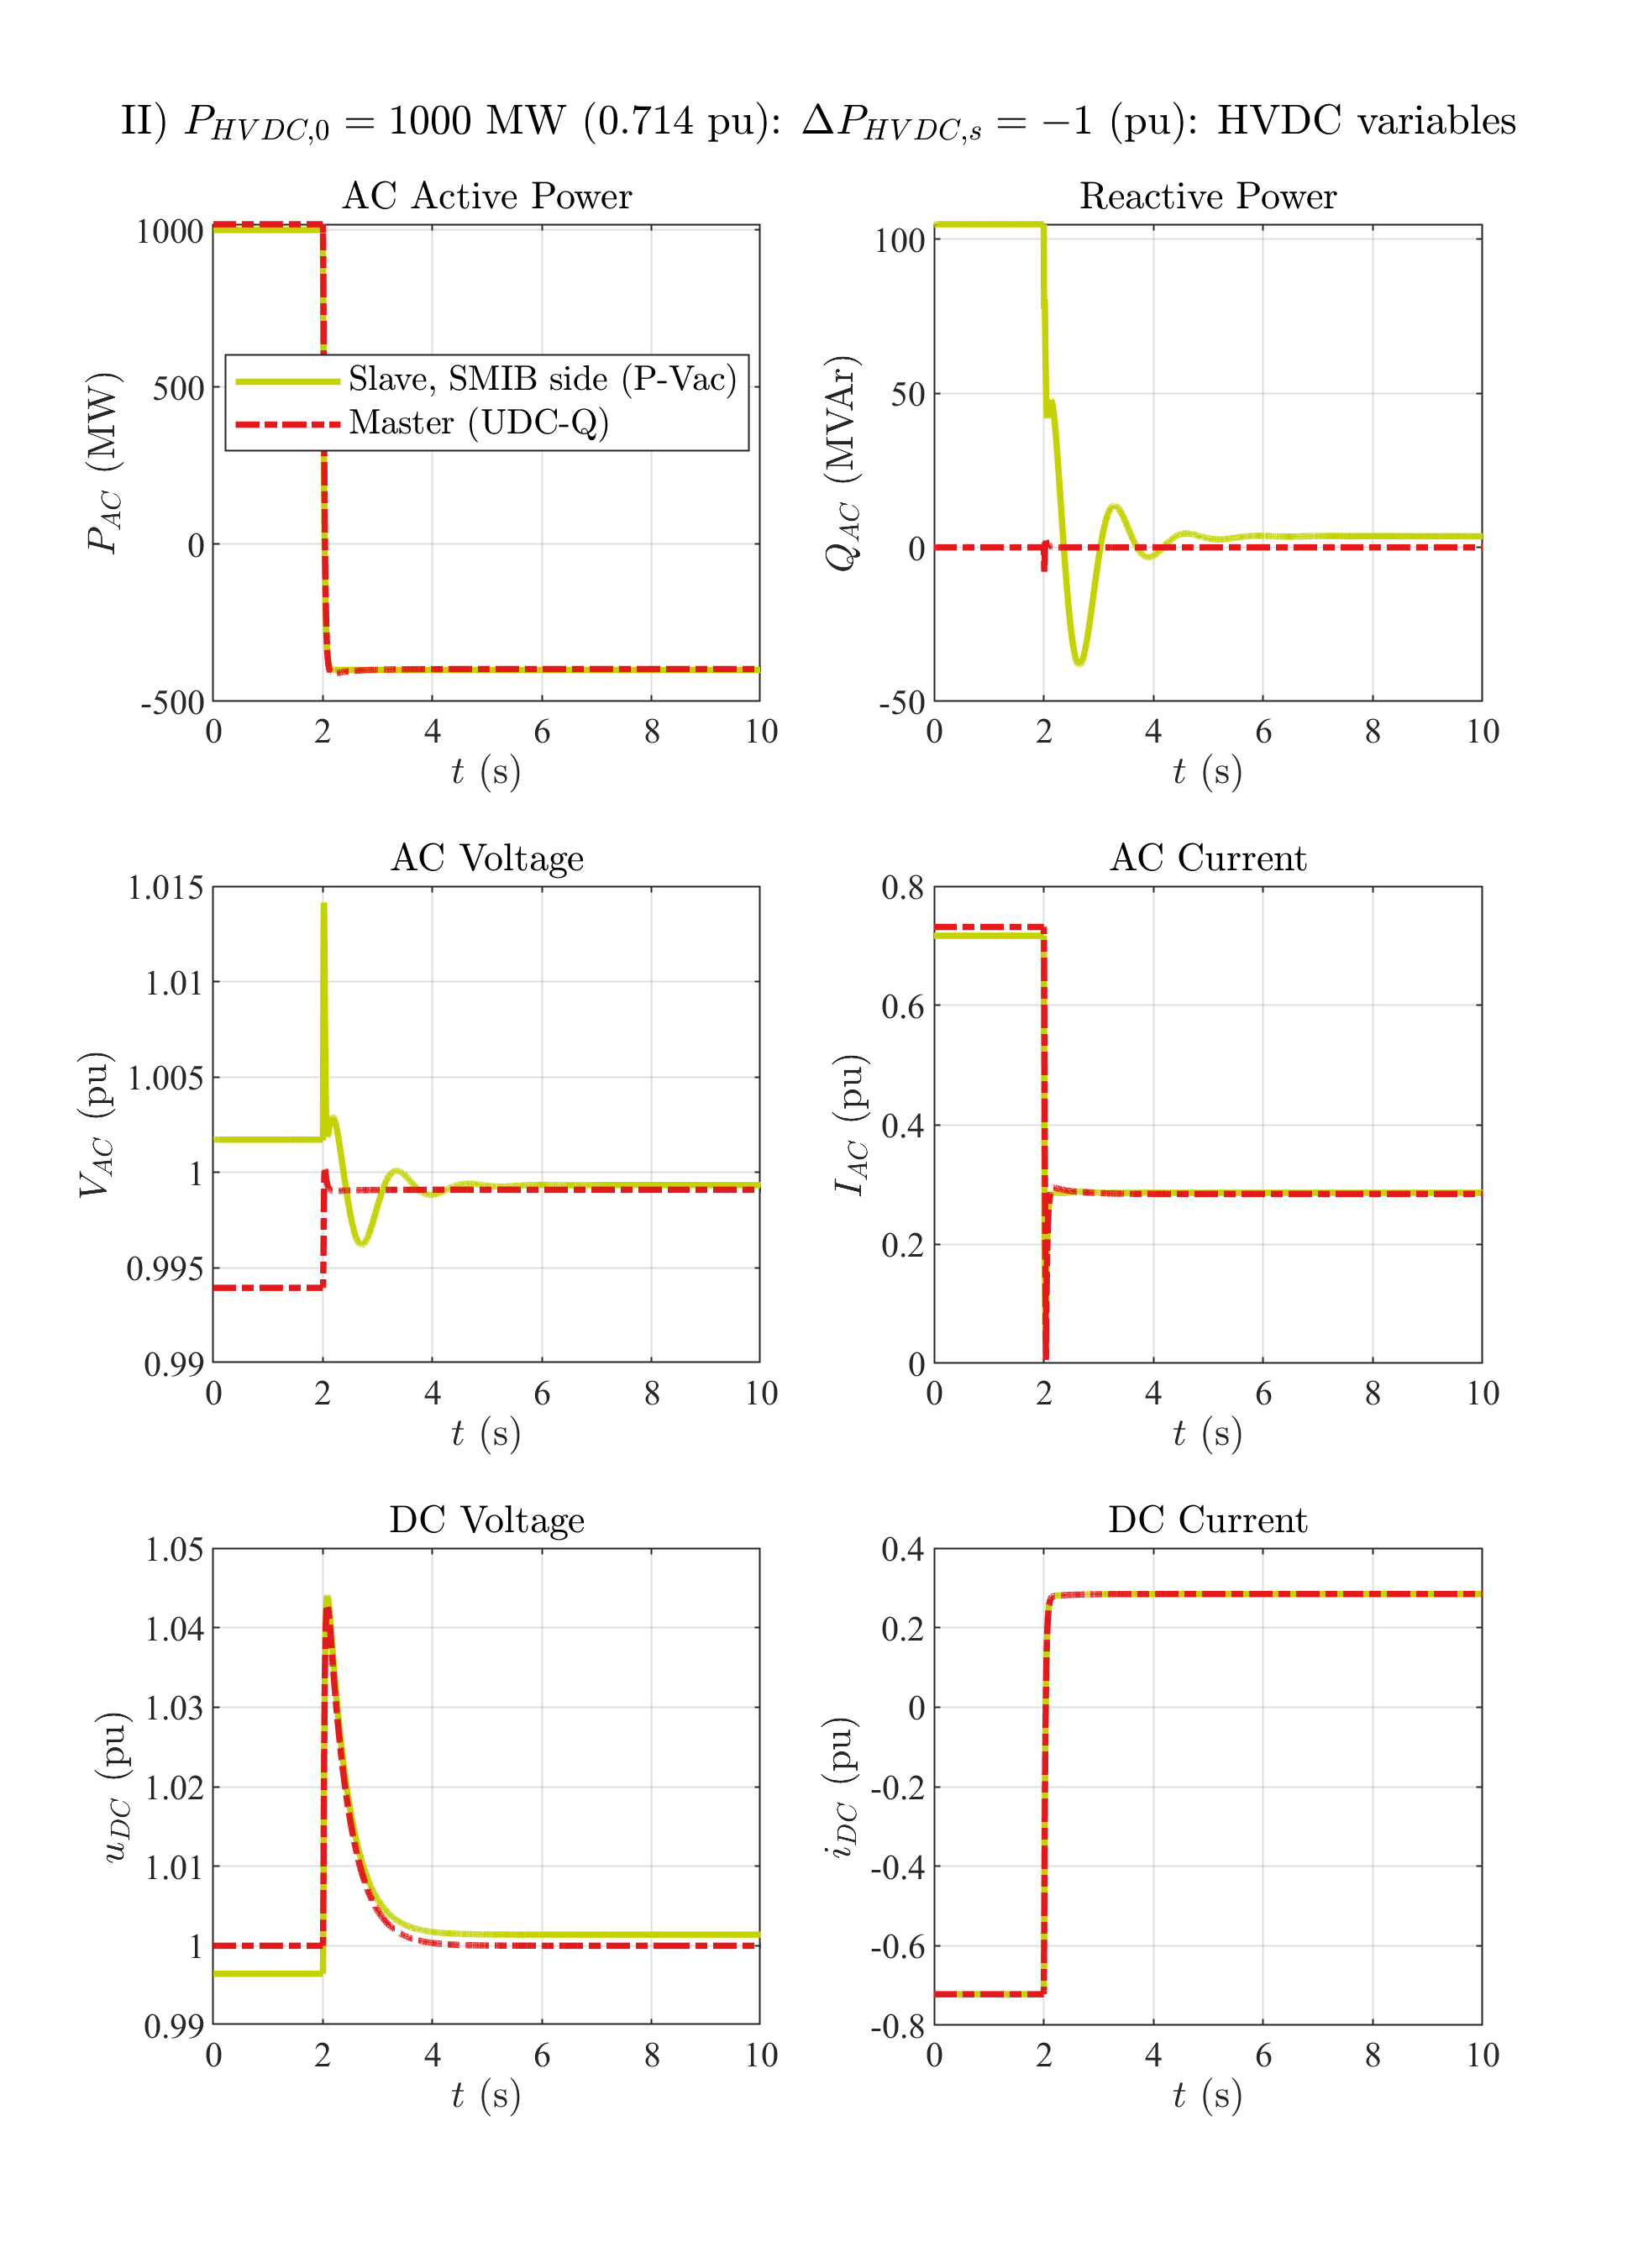 II) P_{HVDC,0} = 1000 MW (0.714 pu): ΔP_{HVDC,s} = −1 (pu): HVDC variables
AC Active Power
1000
500
0
-500
P_{AC} (MW)
Slave, SMIB side (P-Vac)
Master (UDC-Q)
0 2 4 6 8 10
t (s)
Reactive Power
100
50
0
-50
Q_{AC} (MVAr)
0 2 4 6 8 10
t (s)
AC Voltage
1.015
1.01
1.005
1
0.995
0.99
V_{AC} (pu)
0 2 4 6 8 10
t (s)
AC Current
0.8
0.6
0.4
0.2
0
I_{AC} (pu)
0 2 4 6 8 10
t (s)
DC Voltage
1.05
1.04
1.03
1.02
1.01
1
0.99
u_{DC} (pu)
0 2 4 6 8 10
t (s)
DC Current
0.4
0.2
0
-0.2
-0.4
-0.6
-0.8
i_{DC} (pu)
0 2 4 6 8 10
t (s)